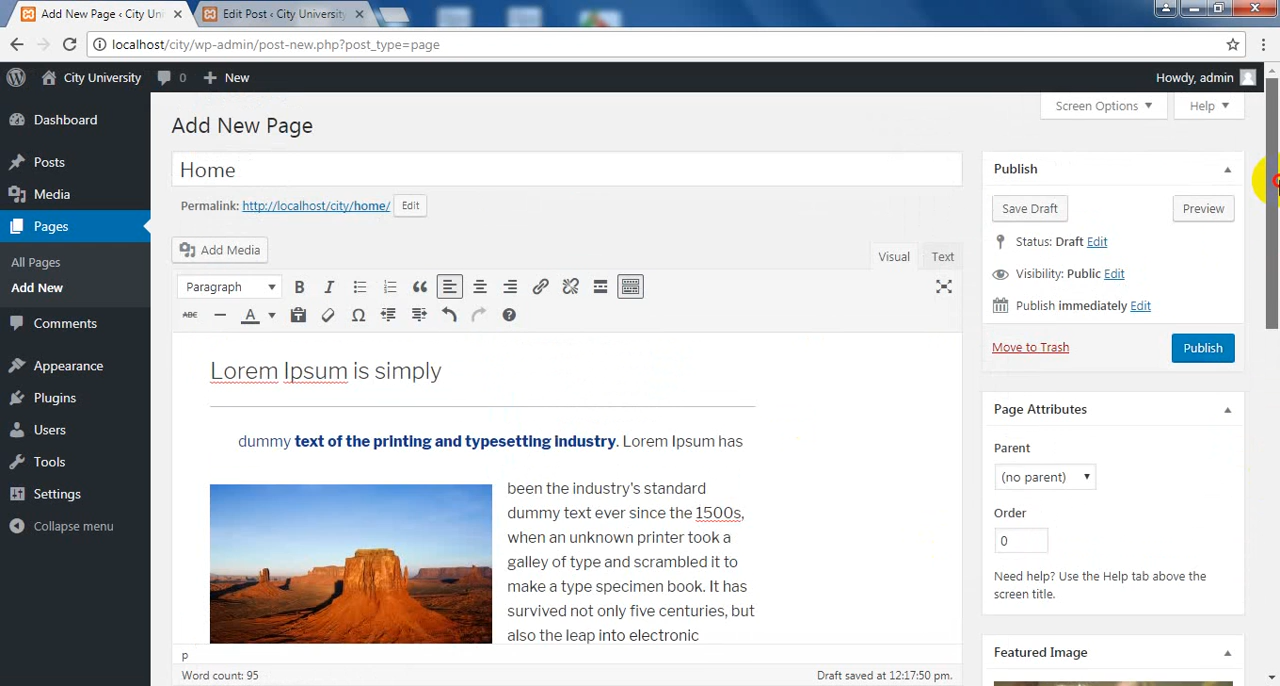 Add New Page ‹ City Uni
Edit Post ‹ City University
localhost/city/wp-admin/post-new.php?post_type=page
City University
0
New
Howdy, admin
Screen Options
Help
Dashboard
Posts
Media
Pages
All Pages
Add New
Comments
Appearance
Plugins
Users
Tools
Settings
Collapse menu
Add New Page
Home
Permalink: http://localhost/city/home/ Edit
Add Media
Visual
Text
Paragraph
B I
ABC
A
Lorem Ipsum is simply
dummy text of the printing and typesetting industry. Lorem Ipsum has
been the industry's standard
dummy text ever since the 1500s,
when an unknown printer took a
galley of type and scrambled it to
make a type specimen book. It has
survived not only five centuries, but
also the leap into electronic
p
Word count: 95
Draft saved at 12:17:50 pm.
Publish
Save Draft
Preview
Status: Draft Edit
Visibility: Public Edit
Publish immediately Edit
Move to Trash
Publish
Page Attributes
Parent
(no parent)
Order
0
Need help? Use the Help tab above the
screen title.
Featured Image